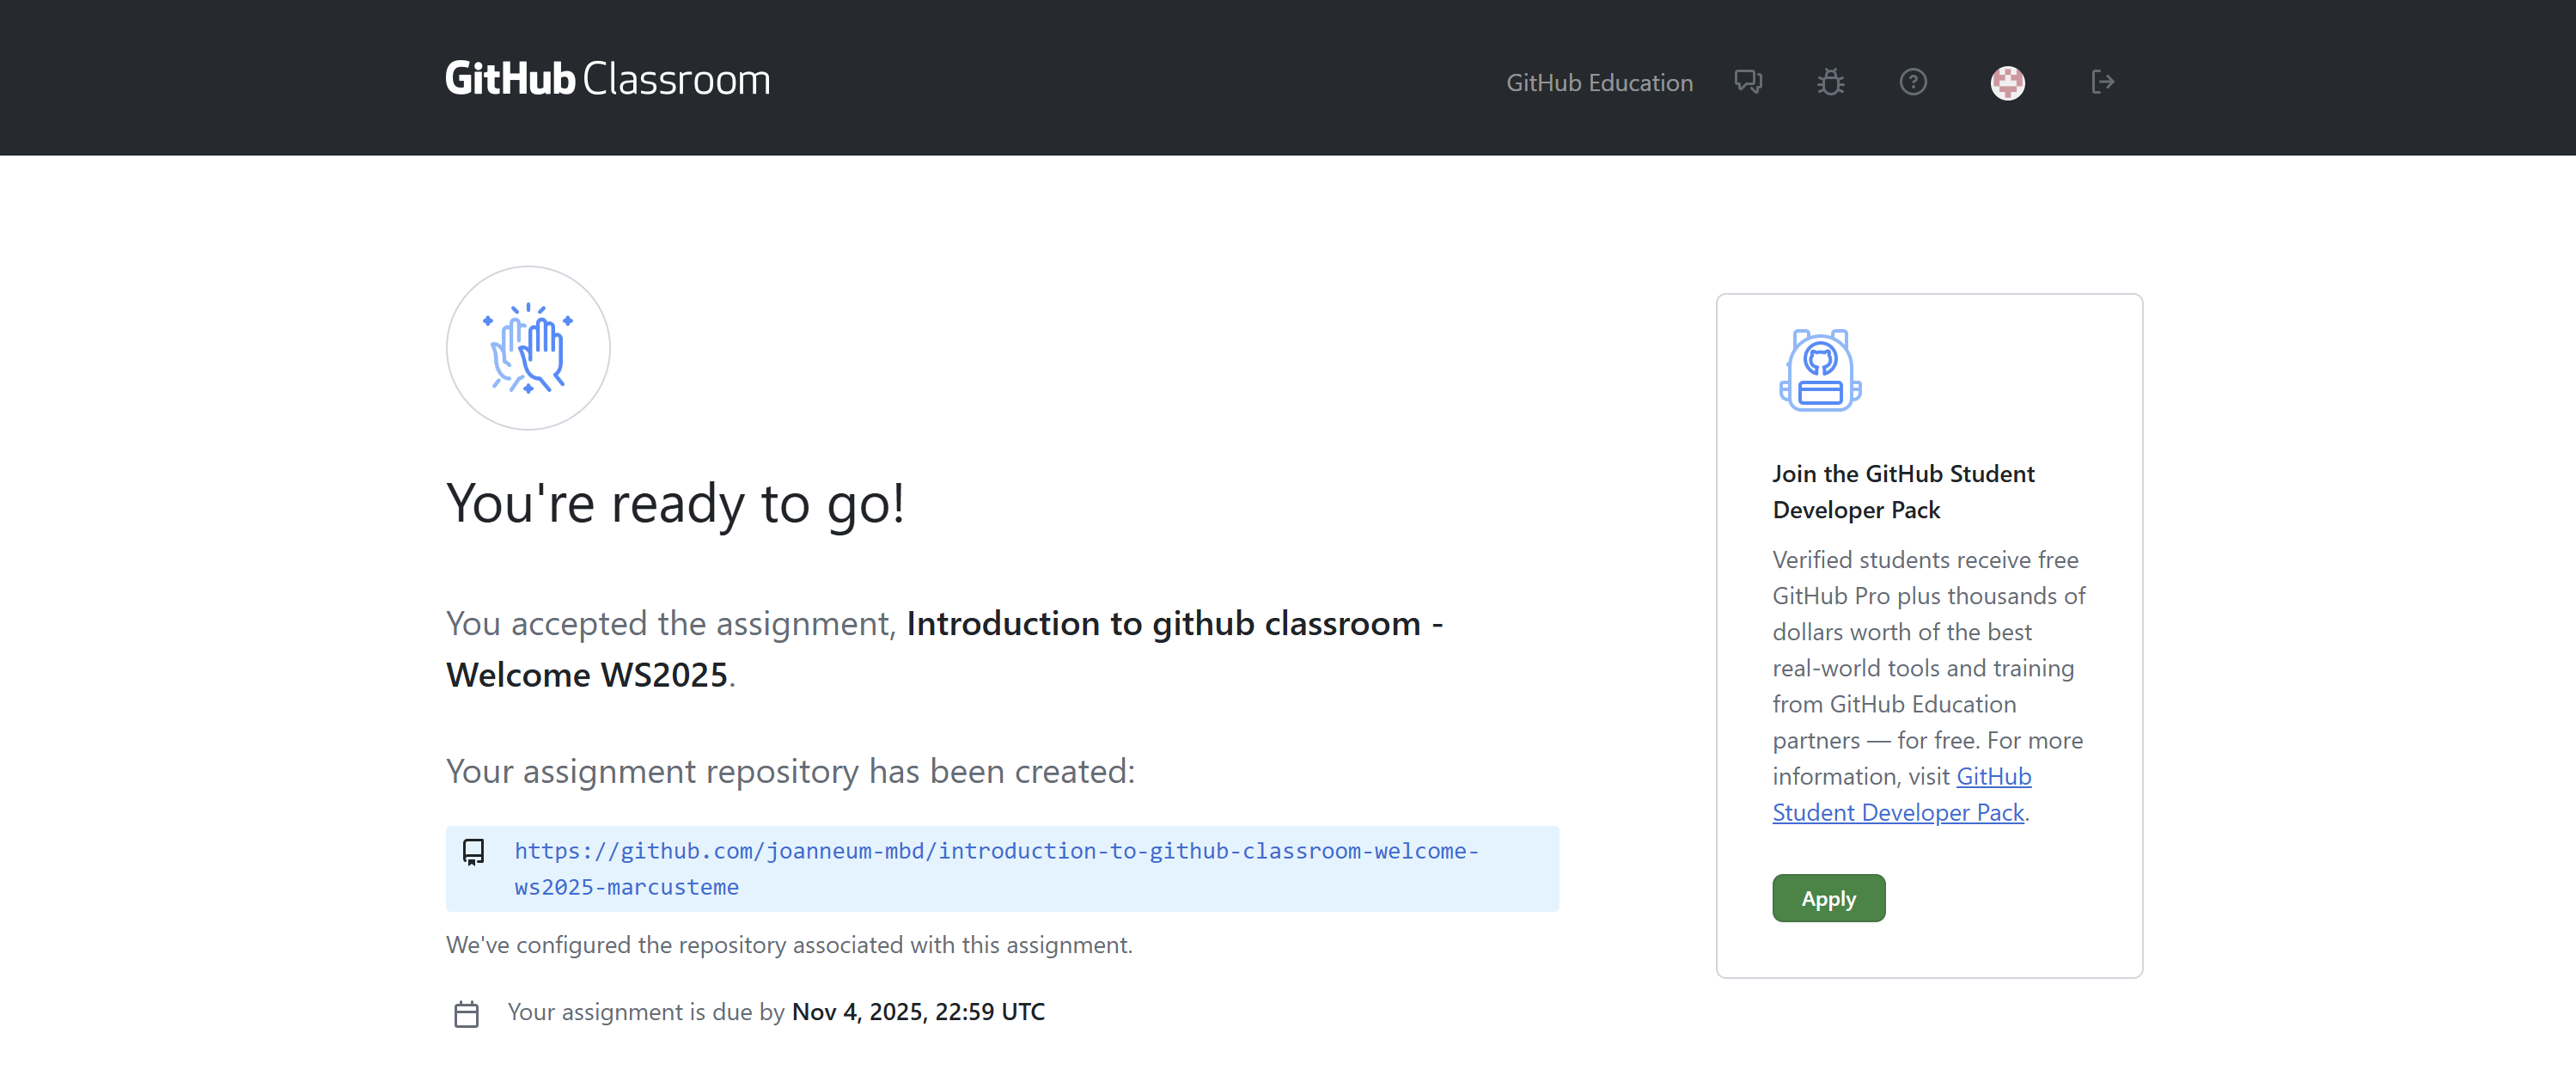 GitHub Classroom
GitHub Education
You're ready to go!
You accepted the assignment, Introduction to github classroom -
Welcome WS2025.
Your assignment repository has been created:
https://github.com/joanneum-mbd/introduction-to-github-classroom-welcome-
ws2025-marcusteme
We've configured the repository associated with this assignment.
Your assignment is due by Nov 4, 2025, 22:59 UTC
Join the GitHub Student
Developer Pack
Verified students receive free
GitHub Pro plus thousands of
dollars worth of the best
real-world tools and training
from GitHub Education
partners — for free. For more
information, visit GitHub
Student Developer Pack.
Apply